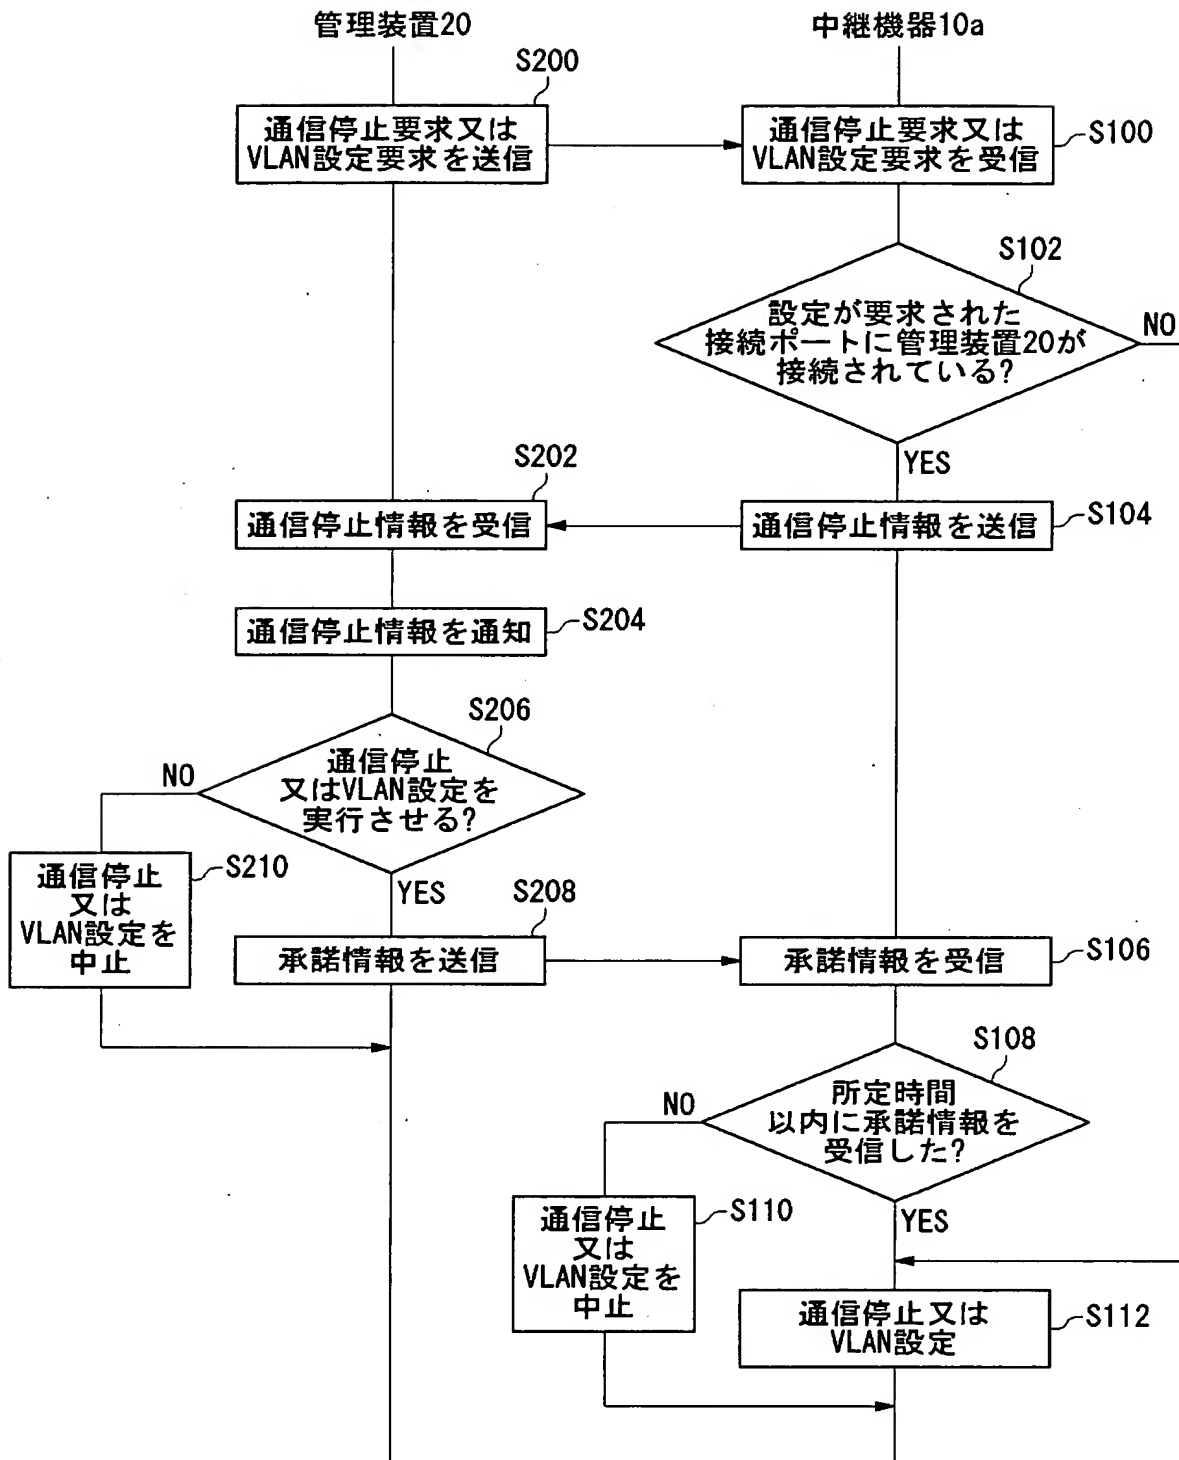 管理装置20
中継機器10a
S200
通信停止要求又は
VLAN設定要求を送信
通信停止要求又は
VLAN設定要求を受信
S100
S102
設定が要求された
接続ポートに管理装置20が
接続されている?
NO
YES
S202
通信停止情報を受信
通信停止情報を送信
S104
通信停止情報を通知
S204
S206
通信停止
又はVLAN設定を
実行させる?
NO
YES
S210
通信停止
又は
VLAN設定を
中止
S208
承諾情報を送信
承諾情報を受信
S106
S108
所定時間
以内に承諾情報を
受信した?
NO
YES
S110
通信停止
又は
VLAN設定を
中止
通信停止又は
VLAN設定
S112